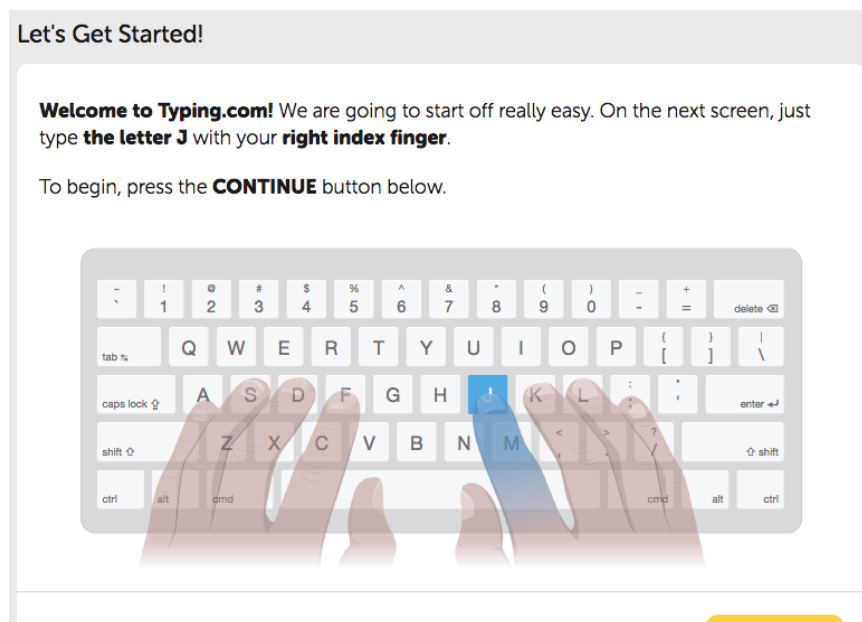 Let's Get Started!
Welcome to Typing.com! We are going to start off really easy. On the next screen, just
type the letter J with your right index finger.
To begin, press the CONTINUE button below.
~ ! @ # $ % ^ & * ( ) _ +
` 1 2 3 4 5 6 7 8 9 0 - = delete
tab Q W E R T Y U I O P { [ } ] | \
caps lock A S D F G H J K L : ; " ' enter
shift Z X C V B N M < , > . ? / shift
ctrl alt cmd cmd alt ctrl